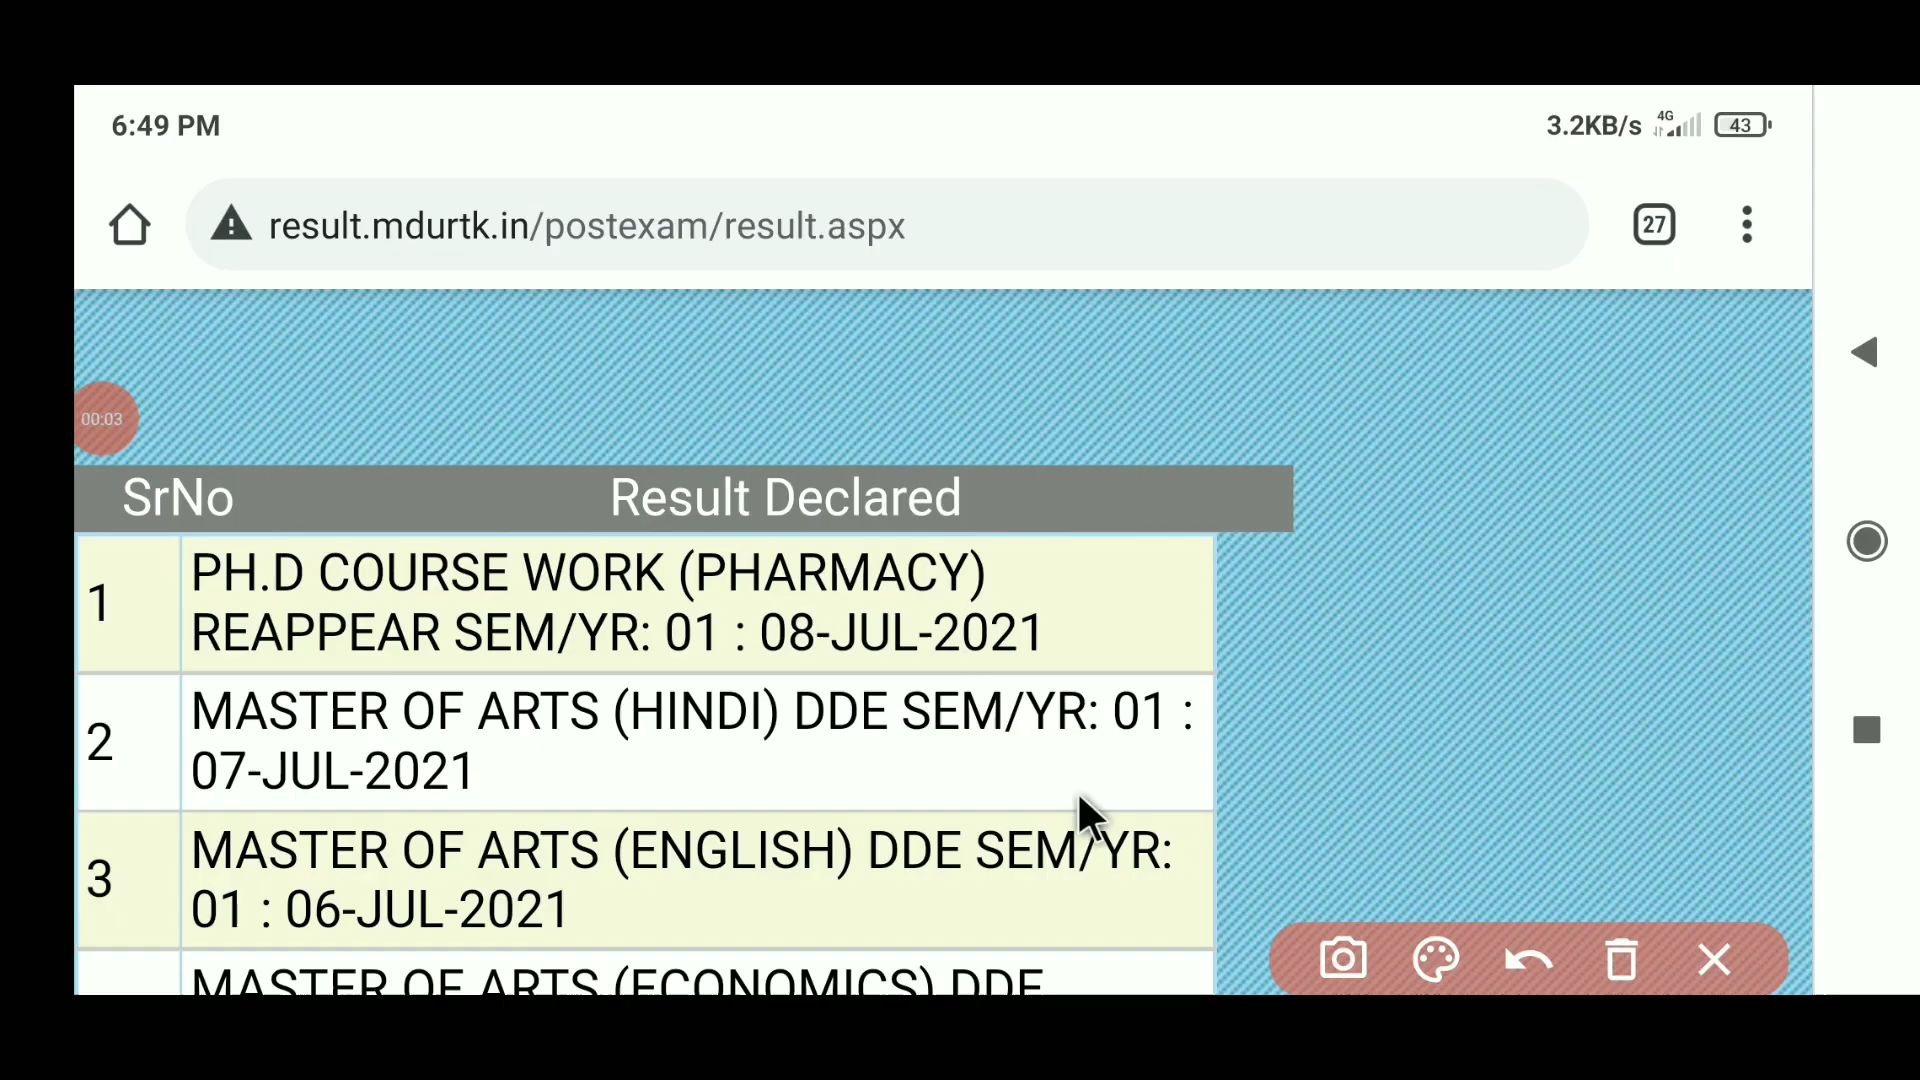 6:49 PM
3.2KB/s 4G 43
result.mdurtk.in/postexam/result.aspx
27
00:03
SrNo Result Declared
1 PH.D COURSE WORK (PHARMACY)
REAPPEAR SEM/YR: 01 : 08-JUL-2021
2 MASTER OF ARTS (HINDI) DDE SEM/YR: 01 :
07-JUL-2021
3 MASTER OF ARTS (ENGLISH) DDE SEM/YR:
01 : 06-JUL-2021
MASTER OF ARTS (ECONOMICS) DDE